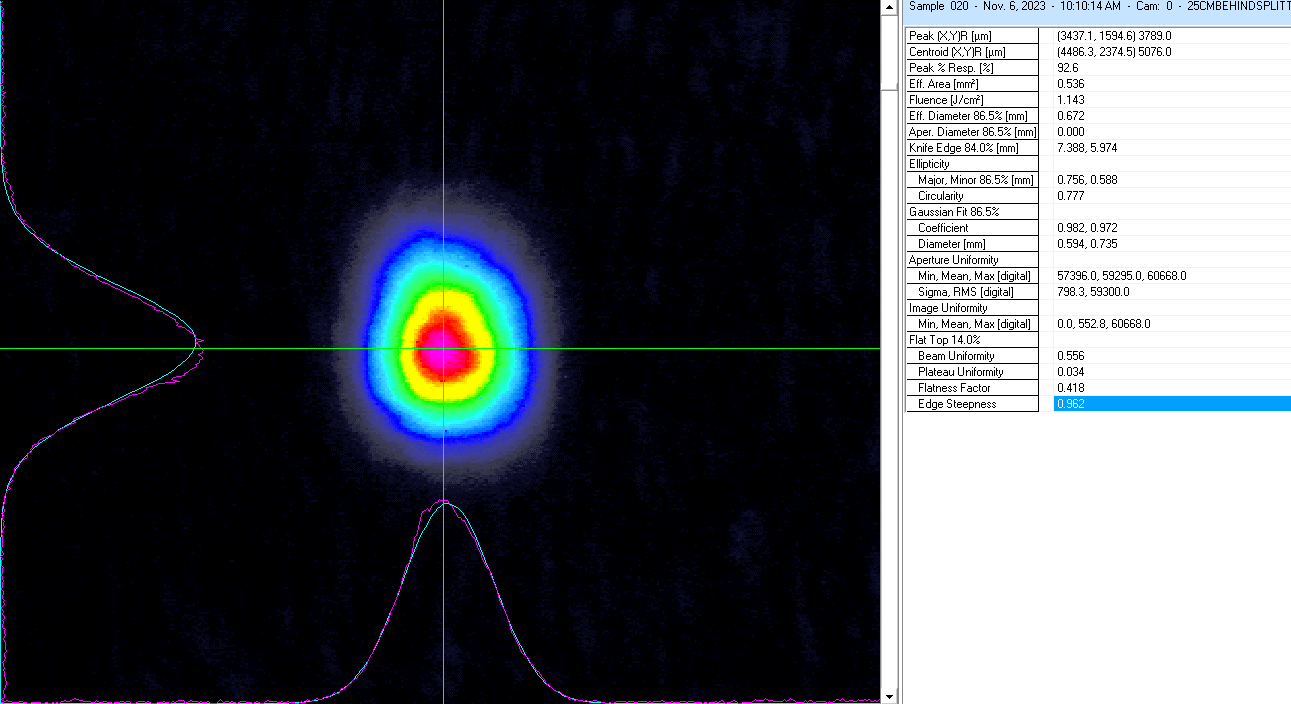 Sample 020 - Nov. 6, 2023 - 10:10:14 AM - Cam: 0 - 25CMBEHINDSPLITT
Peak (X,Y)R [µm] (3437.1, 1594.6) 3789.0
Centroid (X,Y)R [µm] (4486.3, 2374.5) 5076.0
Peak % Resp. [%] 92.6
Eff. Area [mm²] 0.536
Fluence [J/cm²] 1.143
Eff. Diameter 86.5% [mm] 0.672
Aper. Diameter 86.5% [mm] 0.000
Knife Edge 84.0% [mm] 7.388, 5.974
Ellipticity
Major, Minor 86.5% [mm] 0.756, 0.588
Circularity 0.777
Gaussian Fit 86.5%
Coefficient 0.982, 0.972
Diameter [mm] 0.594, 0.735
Aperture Uniformity
Min, Mean, Max [digital] 57396.0, 59295.0, 60668.0
Sigma, RMS [digital] 798.3, 59300.0
Image Uniformity
Min, Mean, Max [digital] 0.0, 552.8, 60668.0
Flat Top 14.0%
Beam Uniformity 0.556
Plateau Uniformity 0.034
Flatness Factor 0.418
Edge Steepness 0.962